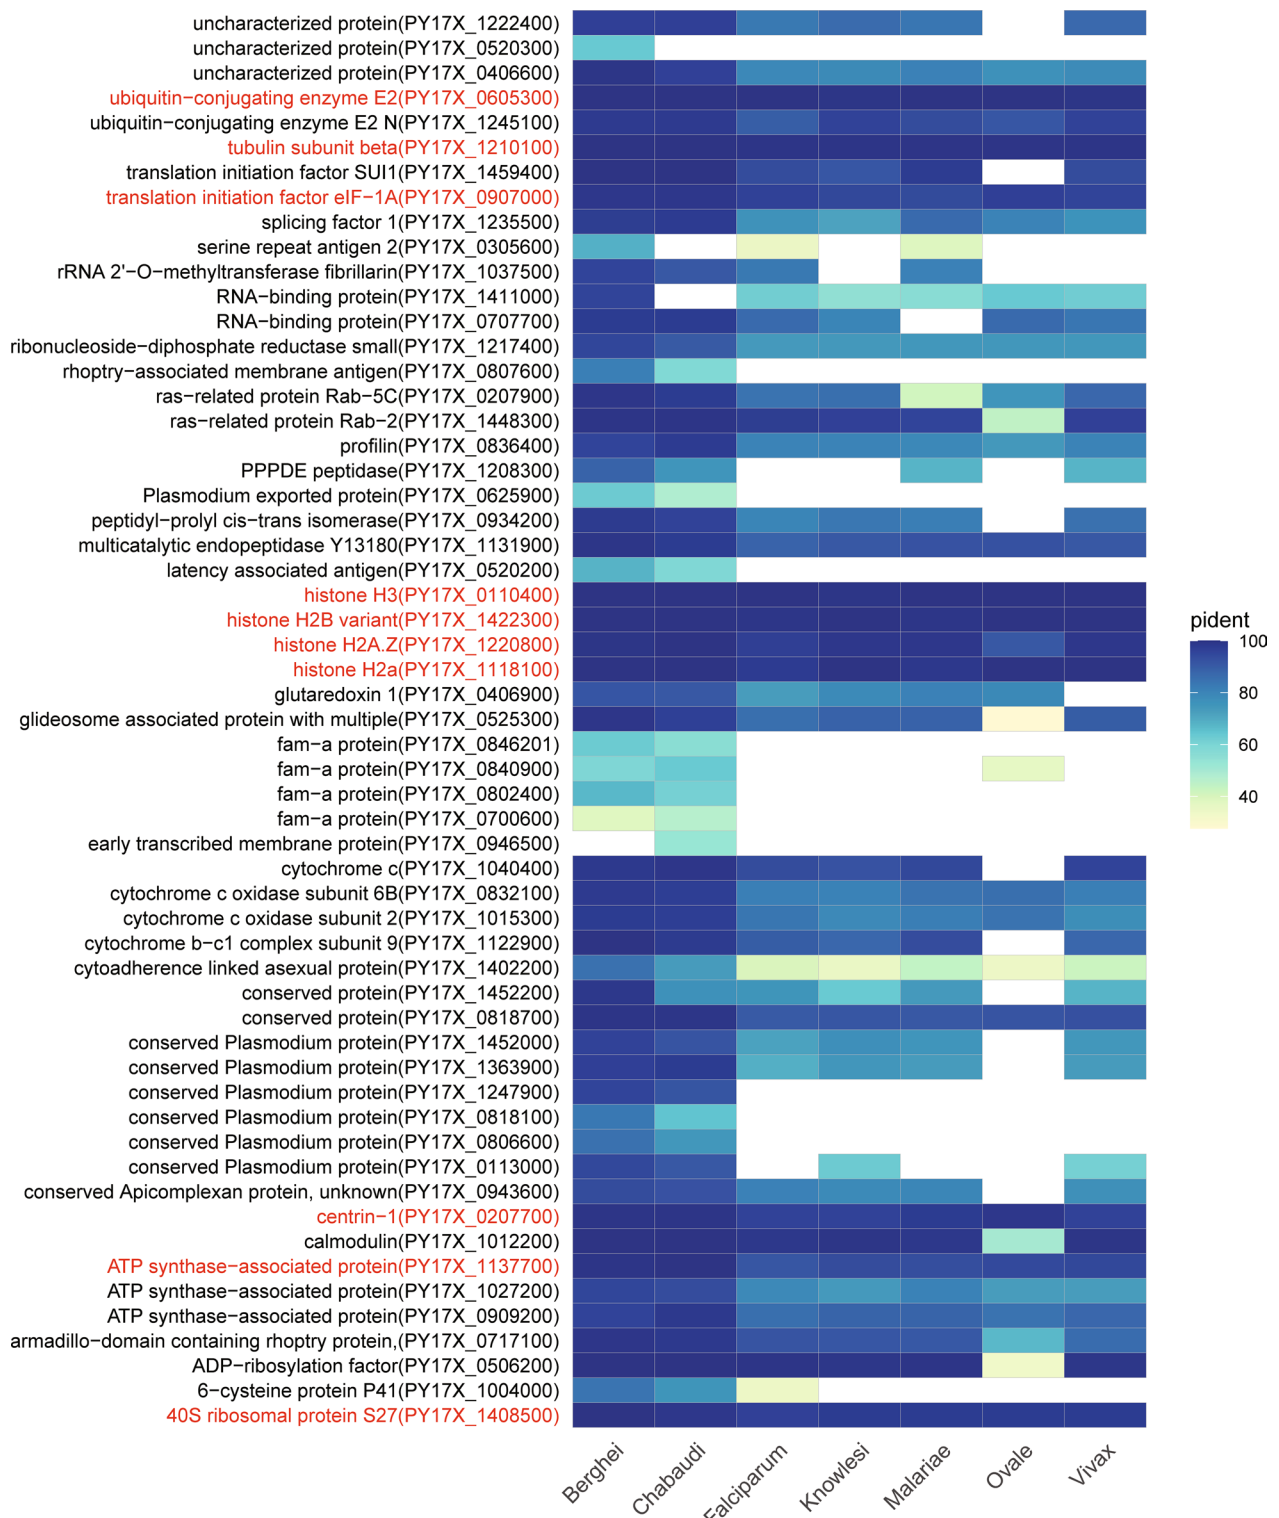 uncharacterized protein(PY17X_1222400)
uncharacterized protein(PY17X_0520300)
uncharacterized protein(PY17X_0406600)
ubiquitin−conjugating enzyme E2(PY17X_0605300)
ubiquitin−conjugating enzyme E2 N(PY17X_1245100)
tubulin subunit beta(PY17X_1210100)
translation initiation factor SUI1(PY17X_1459400)
translation initiation factor eIF−1A(PY17X_0907000)
splicing factor 1(PY17X_1235500)
serine repeat antigen 2(PY17X_0305600)
rRNA 2'−O−methyltransferase fibrillarin(PY17X_1037500)
RNA−binding protein(PY17X_1411000)
RNA−binding protein(PY17X_0707700)
ribonucleoside−diphosphate reductase small(PY17X_1217400)
rhoptry−associated membrane antigen(PY17X_0807600)
ras−related protein Rab−5C(PY17X_0207900)
ras−related protein Rab−2(PY17X_1448300)
profilin(PY17X_0836400)
PPPDE peptidase(PY17X_1208300)
Plasmodium exported protein(PY17X_0625900)
peptidyl−prolyl cis−trans isomerase(PY17X_0934200)
multicatalytic endopeptidase Y13180(PY17X_1131900)
latency associated antigen(PY17X_0520200)
histone H3(PY17X_0110400)
histone H2B variant(PY17X_1422300)
histone H2A.Z(PY17X_1220800)
histone H2a(PY17X_1118100)
glutaredoxin 1(PY17X_0406900)
glideosome associated protein with multiple(PY17X_0525300)
fam−a protein(PY17X_0846201)
fam−a protein(PY17X_0840900)
fam−a protein(PY17X_0802400)
fam−a protein(PY17X_0700600)
early transcribed membrane protein(PY17X_0946500)
cytochrome c(PY17X_1040400)
cytochrome c oxidase subunit 6B(PY17X_0832100)
cytochrome c oxidase subunit 2(PY17X_1015300)
cytochrome b−c1 complex subunit 9(PY17X_1122900)
cytoadherence linked asexual protein(PY17X_1402200)
conserved protein(PY17X_1452200)
conserved protein(PY17X_0818700)
conserved Plasmodium protein(PY17X_1452000)
conserved Plasmodium protein(PY17X_1363900)
conserved Plasmodium protein(PY17X_1247900)
conserved Plasmodium protein(PY17X_0818100)
conserved Plasmodium protein(PY17X_0806600)
conserved Plasmodium protein(PY17X_0113000)
conserved Apicomplexan protein, unknown(PY17X_0943600)
centrin−1(PY17X_0207700)
calmodulin(PY17X_1012200)
ATP synthase−associated protein(PY17X_1137700)
ATP synthase−associated protein(PY17X_1027200)
ATP synthase−associated protein(PY17X_0909200)
armadillo−domain containing rhoptry protein,(PY17X_0717100)
ADP−ribosylation factor(PY17X_0506200)
6−cysteine protein P41(PY17X_1004000)
40S ribosomal protein S27(PY17X_1408500)
Berghei
Chabaudi
Falciparum
Knowlesi
Malariae
Ovale
Vivax
pident
100
80
60
40